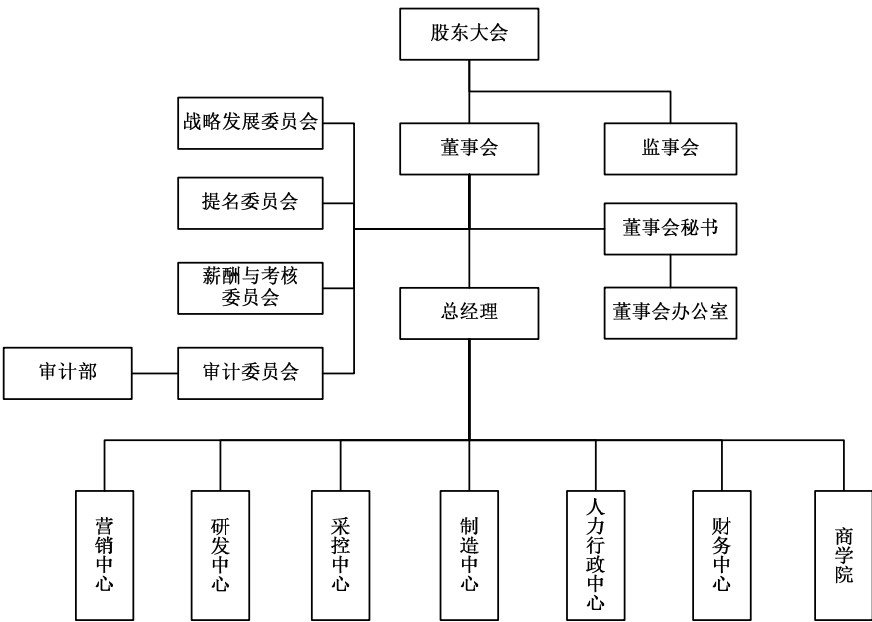 股东大会
战略发展委员会
董事会
监事会
提名委员会
董事会秘书
薪酬与考核
委员会
总经理
董事会办公室
审计部
审计委员会
营销中心
研发中心
采控中心
制造中心
人力行政中心
财务中心
商学院